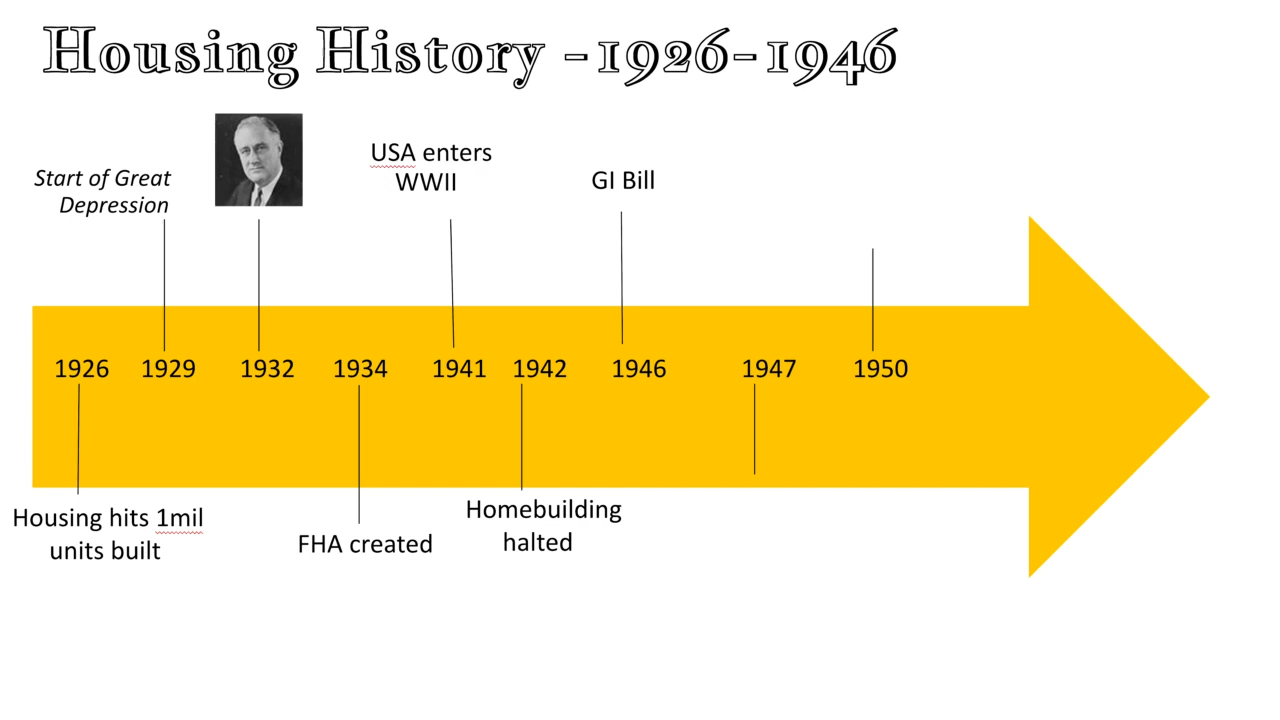 Housing History -1926-1946
Start of Great
Depression
USA enters
WWII
GI Bill
1926
1929
1932
1934
1941
1942
1946
1947
1950
Housing hits 1mil
units built
FHA created
Homebuilding
halted